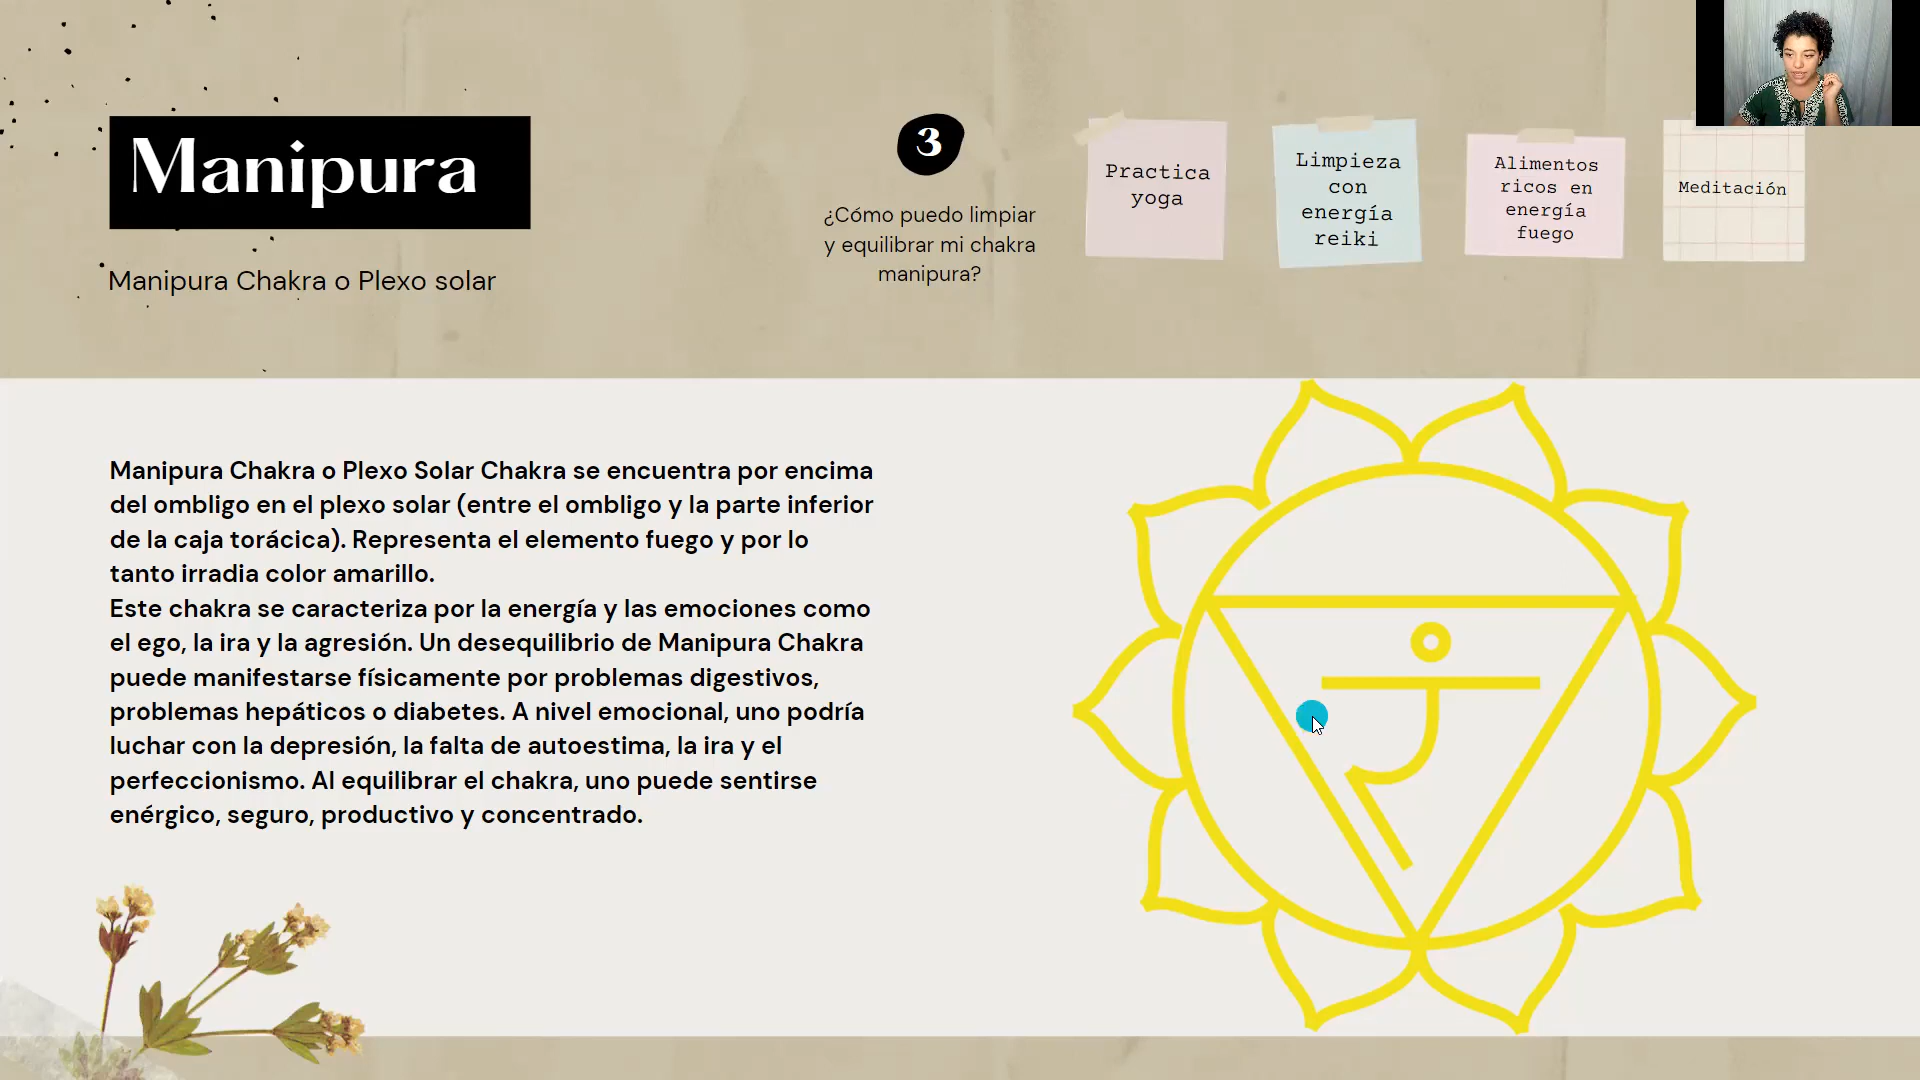 Manipura
Manipura Chakra o Plexo solar
3
¿Cómo puedo limpiar
y equilibrar mi chakra
manipura?
Practica
yoga
Limpieza
con
energía
reiki
Alimentos
ricos en
energía
fuego
Meditación
Manipura Chakra o Plexo Solar Chakra se encuentra por encima
del ombligo en el plexo solar (entre el ombligo y la parte inferior
de la caja torácica). Representa el elemento fuego y por lo
tanto irradia color amarillo.
Este chakra se caracteriza por la energía y las emociones como
el ego, la ira y la agresión. Un desequilibrio de Manipura Chakra
puede manifestarse físicamente por problemas digestivos,
problemas hepáticos o diabetes. A nivel emocional, uno podría
luchar con la depresión, la falta de autoestima, la ira y el
perfeccionismo. Al equilibrar el chakra, uno puede sentirse
enérgico, seguro, productivo y concentrado.
रं